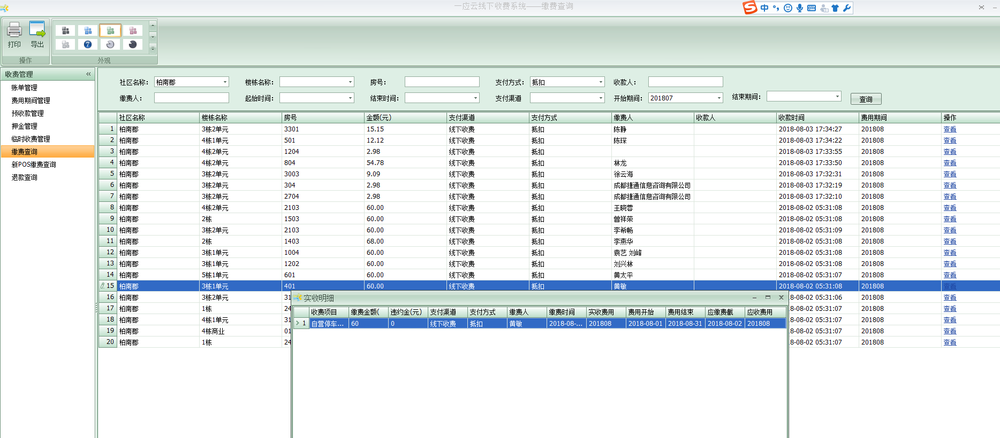 一应云线下收费系统——缴费查询
中
打印 导出
操作 外观
收费管理 «
账单管理
费用期间管理
预收款管理
押金管理
临时收费管理
缴费查询
新POS缴费查询
退款查询
社区名称: 柏南郡 楼栋名称: 房号: 支付方式: 抵扣 收款人:
缴费人: 起始时间: 结束时间: 支付渠道 开始期间: 201807 结束期间: 查询
社区名称 楼栋名称 房号 金额(元) 支付渠道 支付方式 缴费人 收款人 收款时间 费用期间 操作
1 柏南郡 3栋2单元 3301 15.15 线下收费 抵扣 陈静 2018-08-03 17:34:27 201808 查看
2 柏南郡 4栋1单元 501 12.12 线下收费 抵扣 陈琛 2018-08-03 17:34:22 201808 查看
3 柏南郡 4栋2单元 1204 2.98 线下收费 抵扣 2018-08-03 17:33:55 201808 查看
4 柏南郡 4栋2单元 804 54.78 线下收费 抵扣 林龙 2018-08-03 17:33:50 201808 查看
5 柏南郡 3栋2单元 3003 9.09 线下收费 抵扣 徐云海 2018-08-03 17:32:31 201808 查看
6 柏南郡 3栋2单元 304 2.98 线下收费 抵扣 成都捷通信息咨询有限公司 2018-08-03 17:32:19 201808 查看
7 柏南郡 3栋2单元 2704 2.98 线下收费 抵扣 成都捷通信息咨询有限公司 2018-08-03 17:32:10 201808 查看
8 柏南郡 4栋2单元 2103 60.00 线下收费 抵扣 王晓蓉 2018-08-02 05:31:08 201808 查看
9 柏南郡 2栋 1503 60.00 线下收费 抵扣 曾祥荣 2018-08-02 05:31:08 201808 查看
10 柏南郡 3栋2单元 2103 60.00 线下收费 抵扣 李希畅 2018-08-02 05:31:09 201808 查看
11 柏南郡 2栋 1403 68.00 线下收费 抵扣 李燕华 2018-08-02 05:31:08 201808 查看
12 柏南郡 3栋1单元 1004 60.00 线下收费 抵扣 袁艺 刘峰 2018-08-02 05:31:08 201808 查看
13 柏南郡 3栋1单元 1202 60.00 线下收费 抵扣 刘兴林 2018-08-02 05:31:08 201808 查看
14 柏南郡 5栋1单元 601 60.00 线下收费 抵扣 黄太平 2018-08-02 05:31:07 201808 查看
15 柏南郡 3栋1单元 401 60.00 线下收费 抵扣 黄敏 2018-08-02 05:31:08 201808 查看
16 柏南郡 3栋2单元 31 8-08-02 05:31:06 201808 查看
17 柏南郡 1栋 24 8-08-02 05:31:07 201808 查看
18 柏南郡 4栋1单元 31 8-08-02 05:31:07 201808 查看
19 柏南郡 4栋商业 01 8-08-02 05:31:07 201808 查看
20 柏南郡 1栋 24 8-08-02 05:31:07 201808 查看
实收明细
收费项目 缴费金额( 违约金(元) 支付渠道 支付方式 缴费人 缴费时间 实收费用 费用开始 费用结束 应缴费截 应收费用
1 自营停车... 60 0 线下收费 抵扣 黄敏 2018-08-... 201808 2018-08-01 2018-08-31 2018-08-02 201808